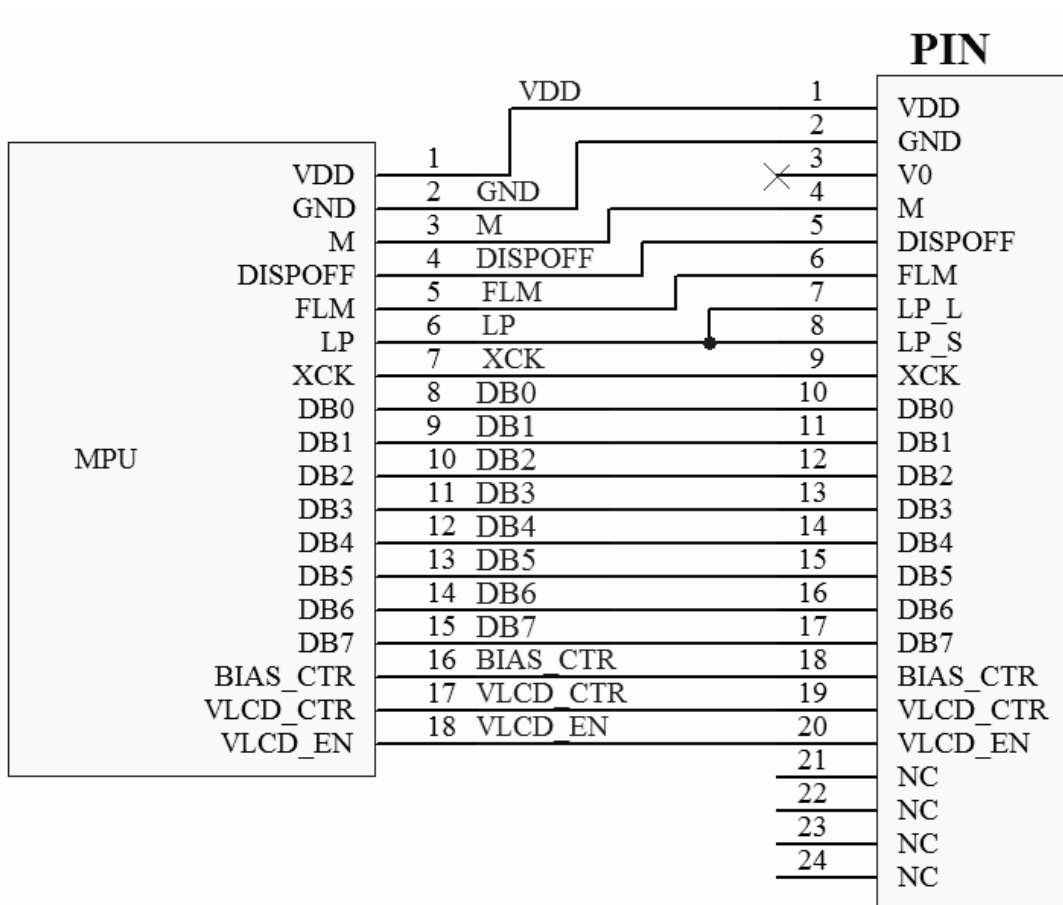 PIN
VDD 1 VDD
2 GND
VDD 1 3 V0
GND 2 GND 4 M
M 3 M 5 DISPOFF
DISPOFF 4 DISPOFF 6 FLM
FLM 5 FLM 7 LP_L
LP 6 LP 8 LP_S
XCK 7 XCK 9 XCK
DB0 8 DB0 10 DB0
DB1 9 DB1 11 DB1
MPU DB2 10 DB2 12 DB2
DB3 11 DB3 13 DB3
DB4 12 DB4 14 DB4
DB5 13 DB5 15 DB5
DB6 14 DB6 16 DB6
DB7 15 DB7 17 DB7
BIAS_CTR 16 BIAS_CTR 18 BIAS_CTR
VLCD_CTR 17 VLCD_CTR 19 VLCD_CTR
VLCD_EN 18 VLCD_EN 20 VLCD_EN
21 NC
22 NC
23 NC
24 NC